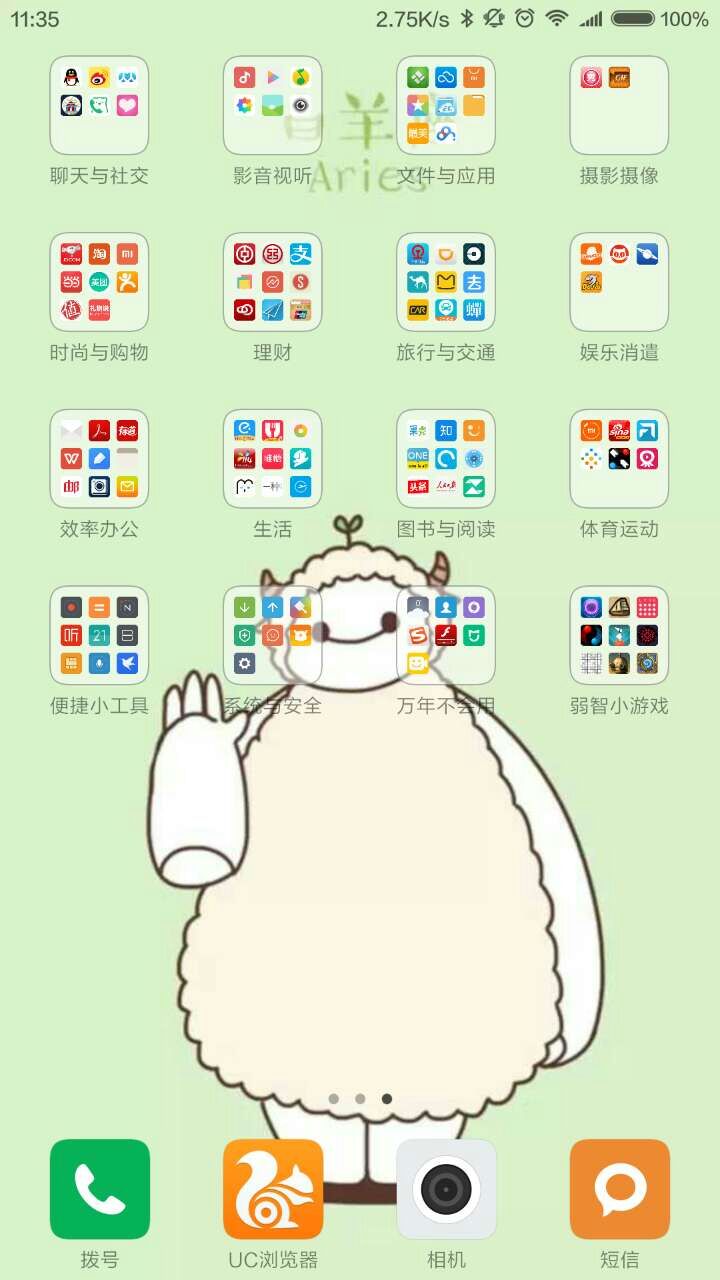 11:35 2.75K/s 100%
白羊
Aries
聊天与社交 影音视听 文件与应用 摄影摄像
时尚与购物 理财 旅行与交通 娱乐消遣
效率办公 生活 图书与阅读 体育运动
便捷小工具 系统与安全 万年不会用 弱智小游戏
拨号 UC浏览器 相机 短信